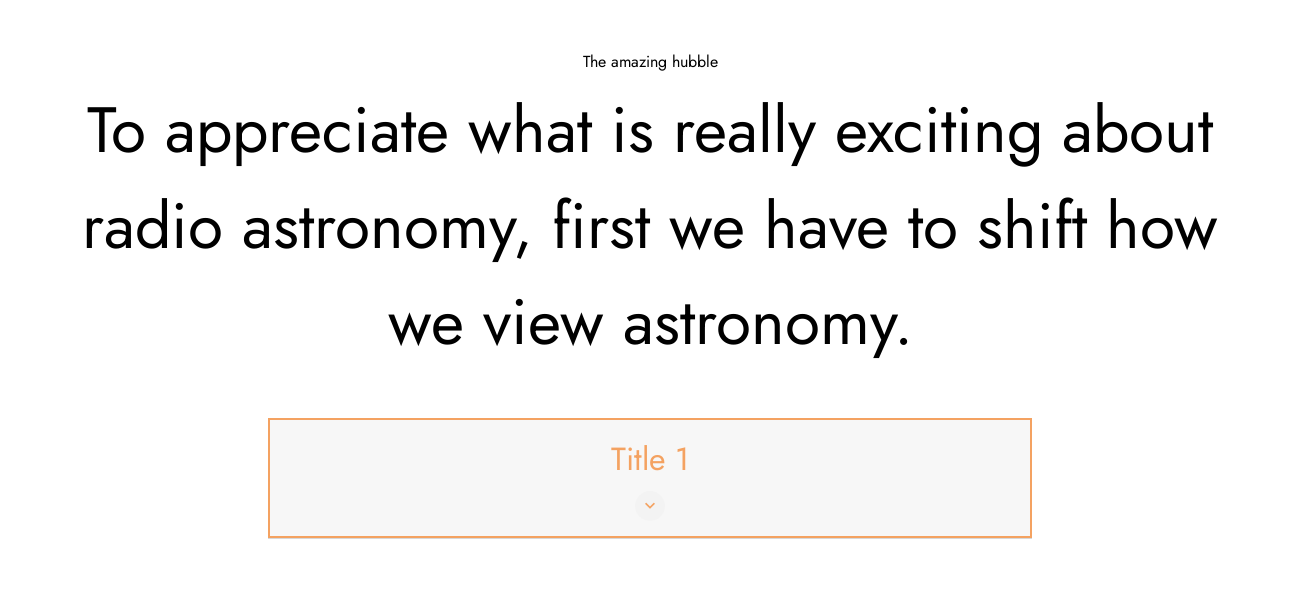 The amazing hubble
To appreciate what is really exciting about
radio astronomy, first we have to shift how
we view astronomy.
Title 1